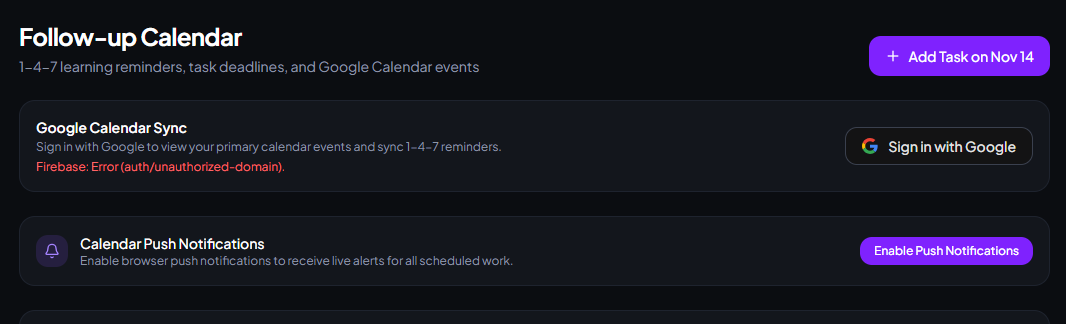 Follow-up Calendar
1–4–7 learning reminders, task deadlines, and Google Calendar events
+ Add Task on Nov 14
Google Calendar Sync
Sign in with Google to view your primary calendar events and sync 1–4–7 reminders.
Firebase: Error (auth/unauthorized-domain).
Sign in with Google
Calendar Push Notifications
Enable browser push notifications to receive live alerts for all scheduled work.
Enable Push Notifications